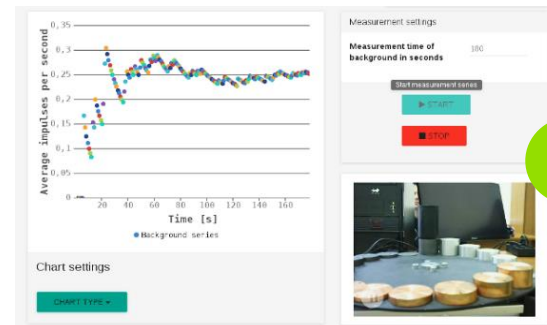 0,35
0,3
0,25
0,2
0,15
0,1
0,05
0
Average impulses per second
20 40 60 80 100 120 140 160
Time [s]
Background series
Chart settings
CHART TYPE
Measurement settings
Measurement time of
background in seconds
100
Start measurement series
START
STOP